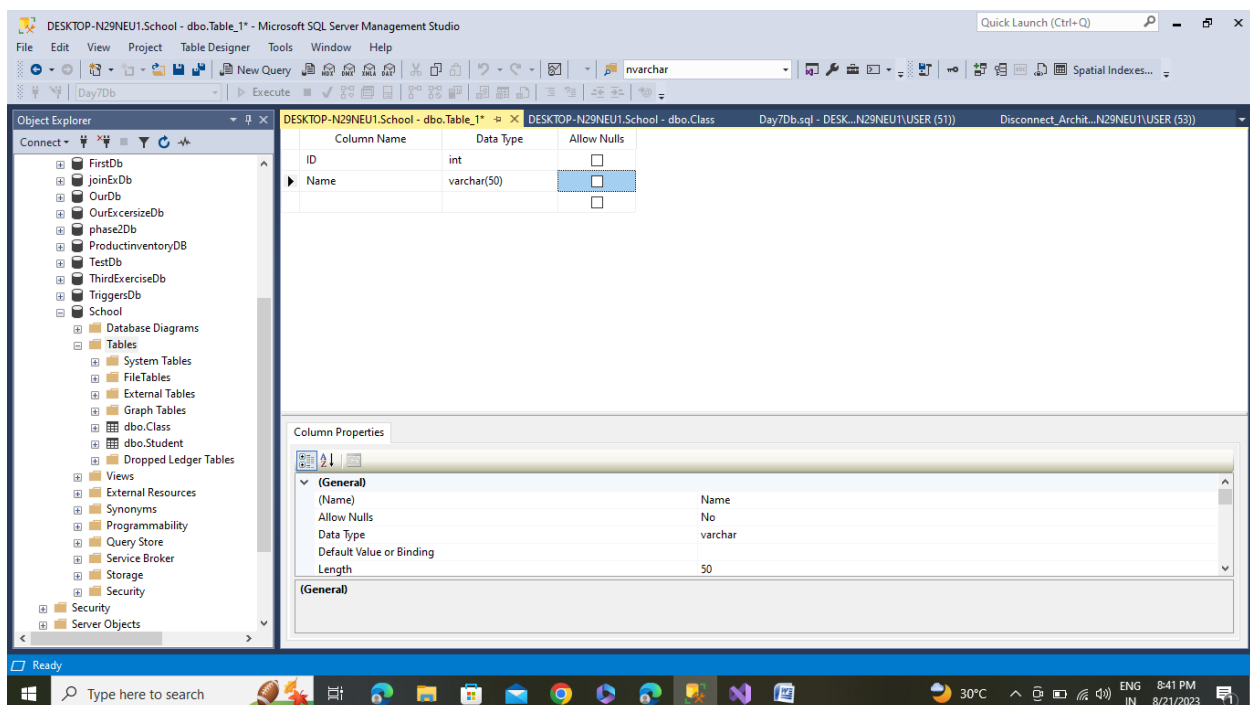 DESKTOP-N29NEU1.School - dbo.Table_1* - Microsoft SQL Server Management Studio
Quick Launch (Ctrl+Q)
File Edit View Project Table Designer Tools Window Help
New Query MDX DMX XMLA DAX nvarchar Spatial Indexes...
Day7Db Execute
Object Explorer
DESKTOP-N29NEU1.School - dbo.Table_1* DESKTOP-N29NEU1.School - dbo.Class Day7Db.sql - DESK...N29NEU1\USER (51)) Disconnect_Archit...N29NEU1\USER (53))
Connect
FirstDb
joinExDb
OurDb
OurExcersizeDb
phase2Db
ProductinventoryDB
TestDb
ThirdExerciseDb
TriggersDb
School
Database Diagrams
Tables
System Tables
FileTables
External Tables
Graph Tables
dbo.Class
dbo.Student
Dropped Ledger Tables
Views
External Resources
Synonyms
Programmability
Query Store
Service Broker
Storage
Security
Security
Server Objects
Column Name Data Type Allow Nulls
ID int
Name varchar(50)
Column Properties
(General)
(Name) Name
Allow Nulls No
Data Type varchar
Default Value or Binding
Length 50
(General)
Ready
Type here to search
30°C
ENG
IN
8:41 PM
8/21/2023